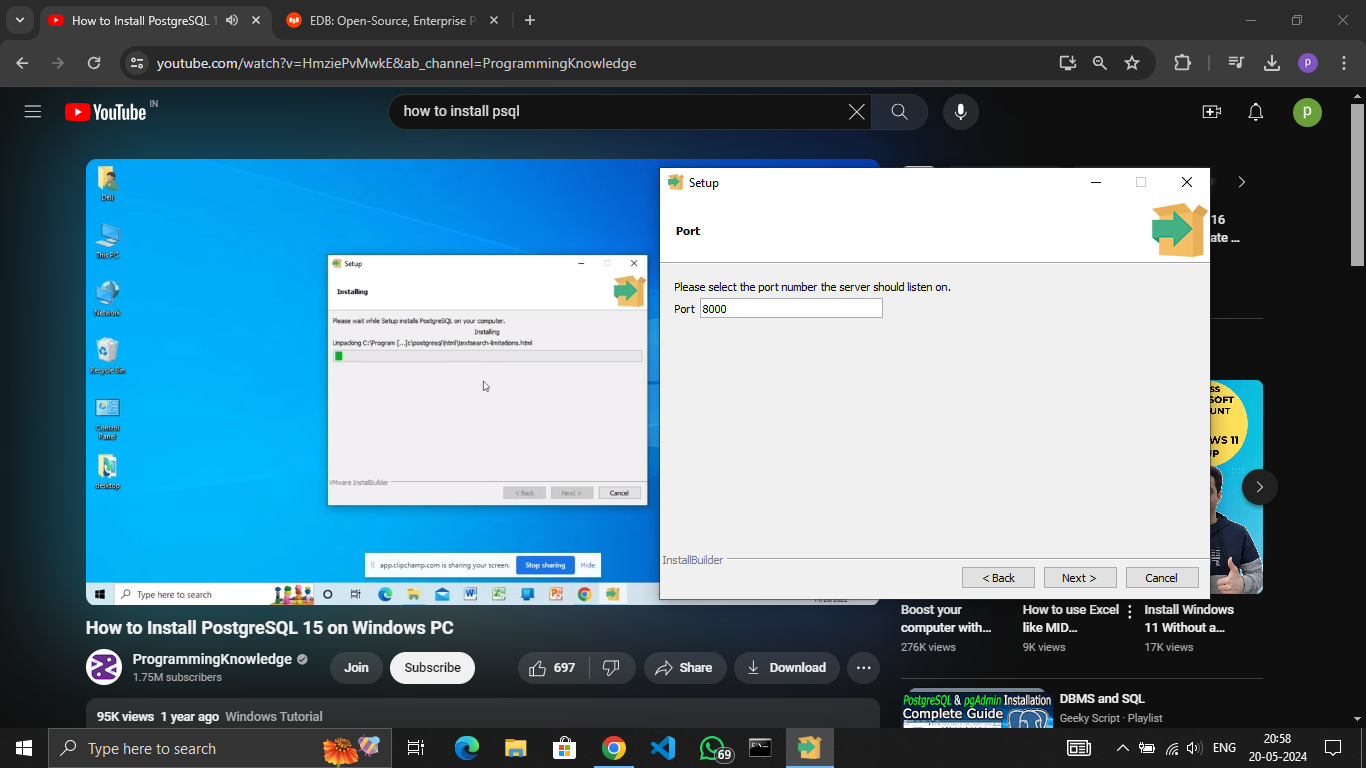 How to Install PostgreSQL 1
EDB: Open-Source, Enterprise P
youtube.com/watch?v=HmziePvMwkE&ab_channel=ProgrammingKnowledge
p
YouTube IN
how to install psql
p
Dell
This PC
Network
Recycle Bin
Control
Panel
desktop
Setup
Installing
Please wait while Setup installs PostgreSQL on your computer.
Installing
Unpacking C:\Program [...]c\postgresql\html\textsearch-limitations.html
VMware InstallBuilder
< Back
Next >
Cancel
app.clipchamp.com is sharing your screen.
Stop sharing
Hide
Type here to search
Setup
Port
Please select the port number the server should listen on.
Port 8000
InstallBuilder
< Back
Next >
Cancel
16
ate ...
SS
SOFT
UNT
WS 11
UP
How to Install PostgreSQL 15 on Windows PC
ProgrammingKnowledge
1.75M subscribers
Join
Subscribe
697
Share
Download
95K views 1 year ago Windows Tutorial
Boost your
computer with...
276K views
How to use Excel
like MID...
9K views
Install Windows
11 Without a...
17K views
PostgreSQL & pgAdmin Installation
Complete Guide
DBMS and SQL
Geeky Script · Playlist
Type here to search
69
ENG
20:58
20-05-2024